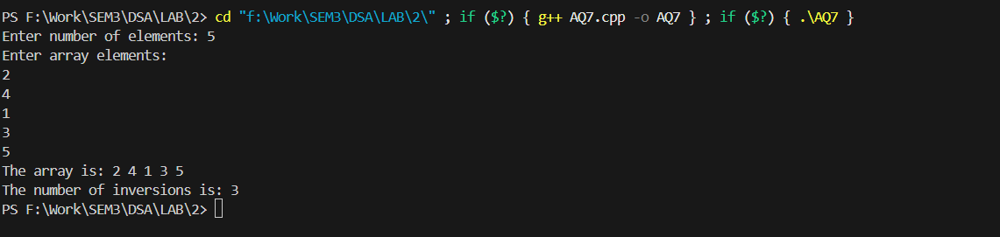 PS F:\Work\SEM3\DSA\LAB\2> cd "f:\Work\SEM3\DSA\LAB\2\" ; if ($?) { g++ AQ7.cpp -o AQ7 } ; if ($?) { .\AQ7 }
Enter number of elements: 5
Enter array elements:
2
4
1
3
5
The array is: 2 4 1 3 5
The number of inversions is: 3
PS F:\Work\SEM3\DSA\LAB\2>